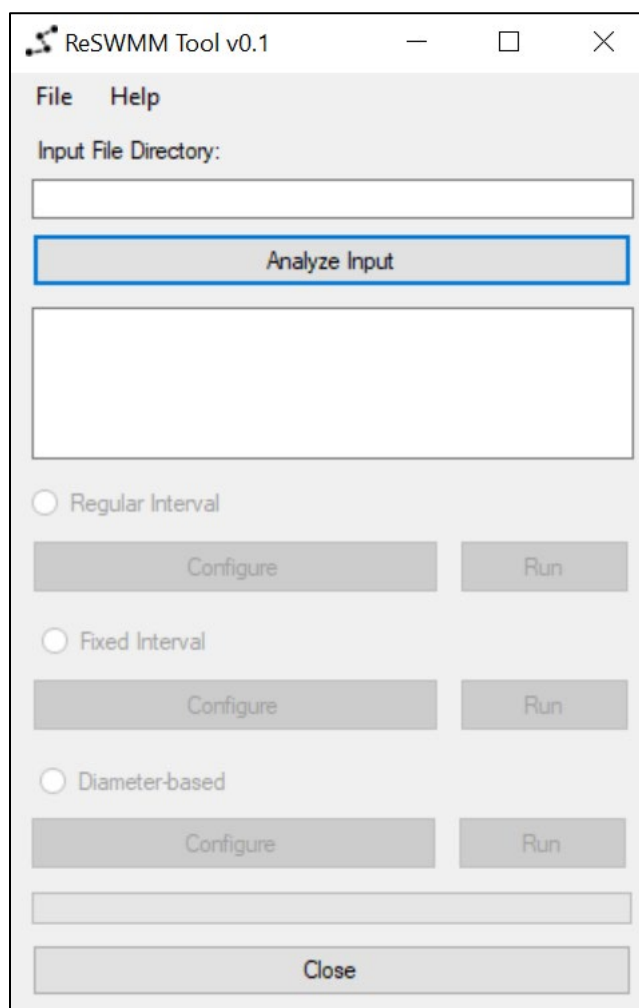 ReSWMM Tool v0.1
File Help
Input File Directory:
Analyze Input
Regular Interval
Configure Run
Fixed Interval
Configure Run
Diameter-based
Configure Run
Close